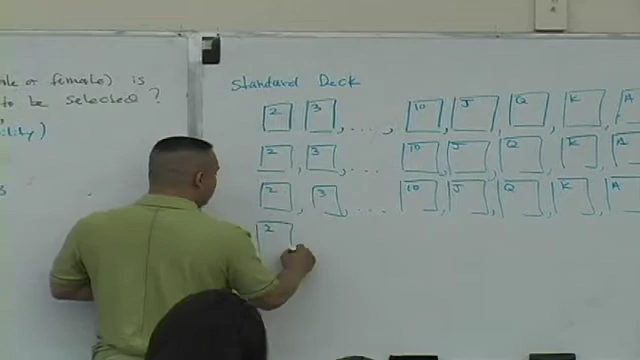 ale or female) is
to be selected?
ility)
Standard Deck
2 3 , ... , 10 J , Q , K , A
2 , 3 , ... 10 J , Q , K , A
2 , 3 , ... 10 , J , Q , K , A
2